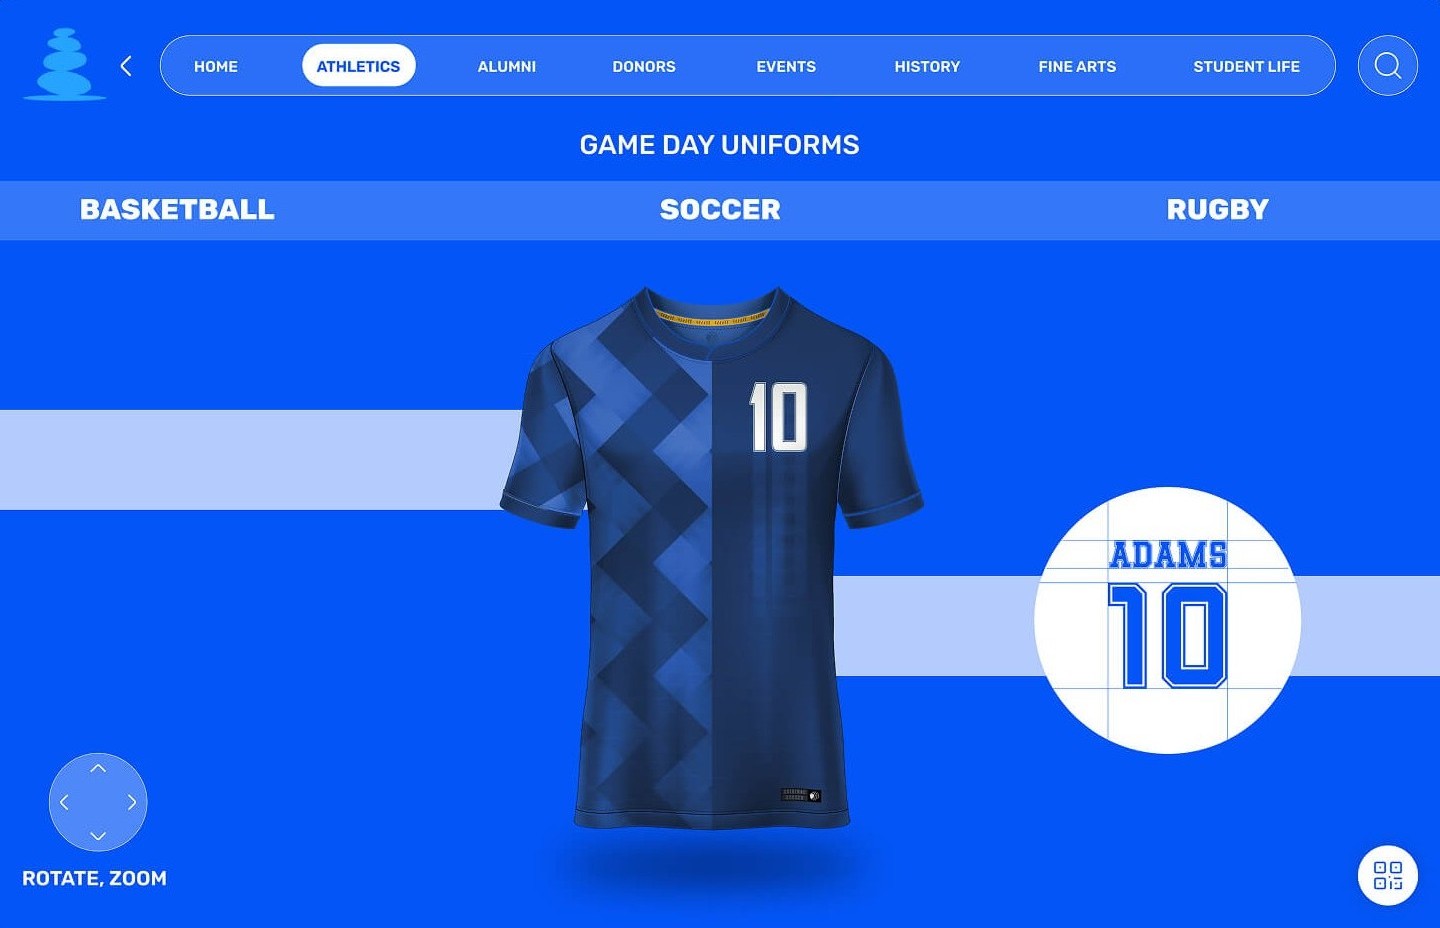 HOME ATHLETICS ALUMNI DONORS EVENTS HISTORY FINE ARTS STUDENT LIFE
GAME DAY UNIFORMS
BASKETBALL SOCCER RUGBY
10
ADAMS
10
ROTATE, ZOOM